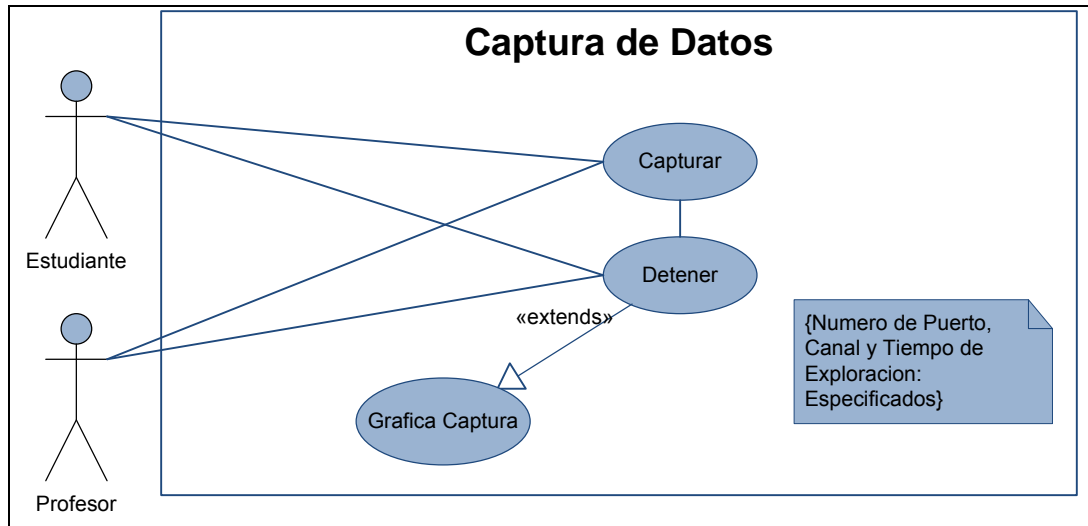 Captura de Datos
Capturar
Estudiante
Detener
«extends»
{Numero de Puerto,
Canal y Tiempo de
Exploracion:
Especificados}
Grafica Captura
Profesor